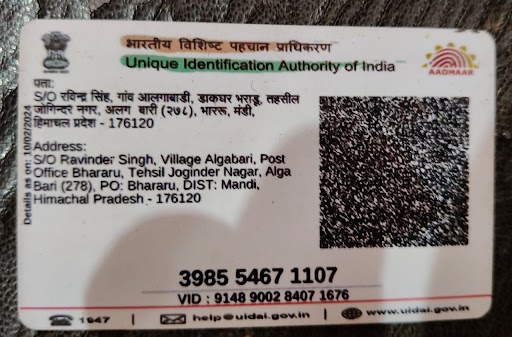 भारतीय विशिष्ट पहचान प्राधिकरण
Unique Identification Authority of India
AADHAAR
पता:
S/O रविन्द्र सिंह, गांव आलगाबाडी, डाकघर भराडू, तहसील
जोगिन्दर नगर, अलग बारी (२७८), भाररू, मंडी,
हिमाचल प्रदेश - 176120
Address:
S/O Ravinder Singh, Village Algabari, Post
Office Bhararu, Tehsil Joginder Nagar, Alga
Bari (278), PO: Bhararu, DIST: Mandi,
Himachal Pradesh - 176120
Details as on: 10/02/2024
3985 5467 1107
VID : 9148 9002 8407 1676
1947 | help@uidai.gov.in | www.uidai.gov.in